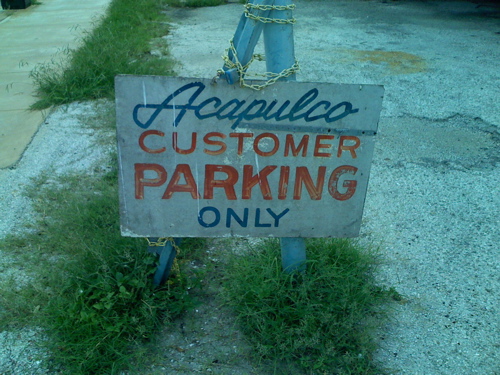 Acapulco
CUSTOMER
PARKING
ONLY